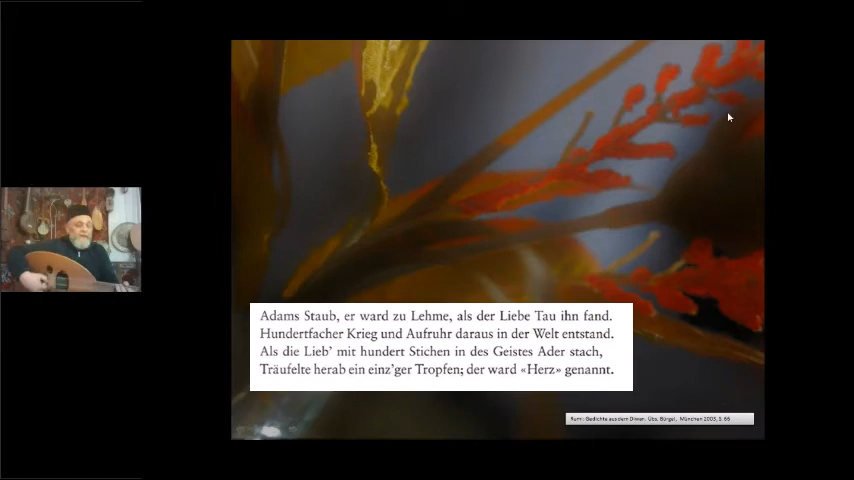 Adams Staub, er ward zu Lehme, als der Liebe Tau ihn fand.
Hundertfacher Krieg und Aufruhr daraus in der Welt entstand.
Als die Lieb’ mit hundert Stichen in des Geistes Ader stach,
Träufelte herab ein einz’ger Tropfen; der ward «Herz» genannt.
Rumi: Gedichte aus dem Diwan. Übs. Bürgel, München 2003, S. 66